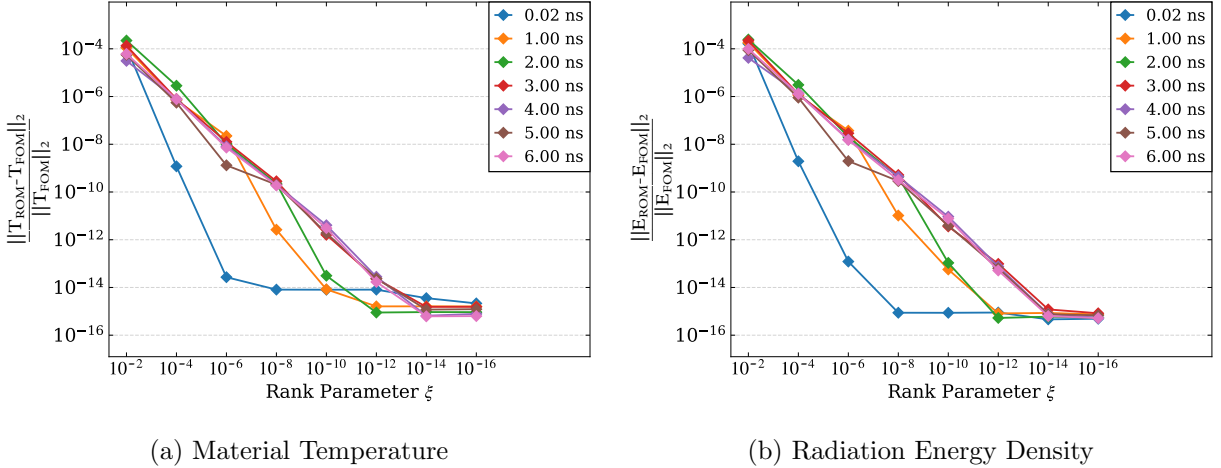 0.02 ns
1.00 ns
2.00 ns
3.00 ns
4.00 ns
5.00 ns
6.00 ns
10⁻⁴
10⁻⁶
10⁻⁸
10⁻¹⁰
10⁻¹²
10⁻¹⁴
10⁻¹⁶
||T_ROM-T_FOM||₂
||T_FOM||₂
10⁻² 10⁻⁴ 10⁻⁶ 10⁻⁸ 10⁻¹⁰ 10⁻¹² 10⁻¹⁴ 10⁻¹⁶
Rank Parameter ξ
(a) Material Temperature
0.02 ns
1.00 ns
2.00 ns
3.00 ns
4.00 ns
5.00 ns
6.00 ns
10⁻⁴
10⁻⁶
10⁻⁸
10⁻¹⁰
10⁻¹²
10⁻¹⁴
10⁻¹⁶
||E_ROM-E_FOM||₂
||E_FOM||₂
10⁻² 10⁻⁴ 10⁻⁶ 10⁻⁸ 10⁻¹⁰ 10⁻¹² 10⁻¹⁴ 10⁻¹⁶
Rank Parameter ξ
(b) Radiation Energy Density